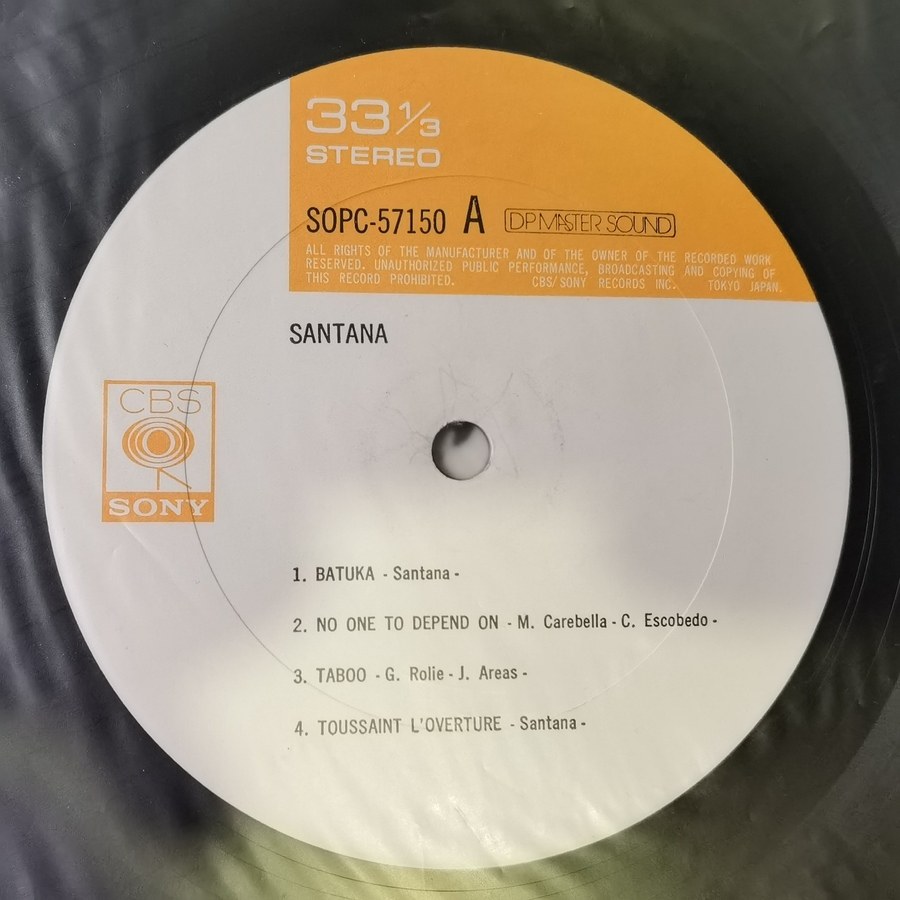 33 1/3
STEREO
SOPC-57150 A DP MASTER SOUND
ALL RIGHTS OF THE MANUFACTURER AND OF THE OWNER OF THE RECORDED WORK
RESERVED. UNAUTHORIZED PUBLIC PERFORMANCE, BROADCASTING AND COPYING OF
THIS RECORD PROHIBITED. CBS/SONY RECORDS INC. TOKYO JAPAN.
SANTANA
CBS
SONY
1. BATUKA - Santana -
2. NO ONE TO DEPEND ON - M. Carebella - C. Escobedo -
3. TABOO - G. Rolie - J. Areas -
4. TOUSSAINT L'OVERTURE - Santana -